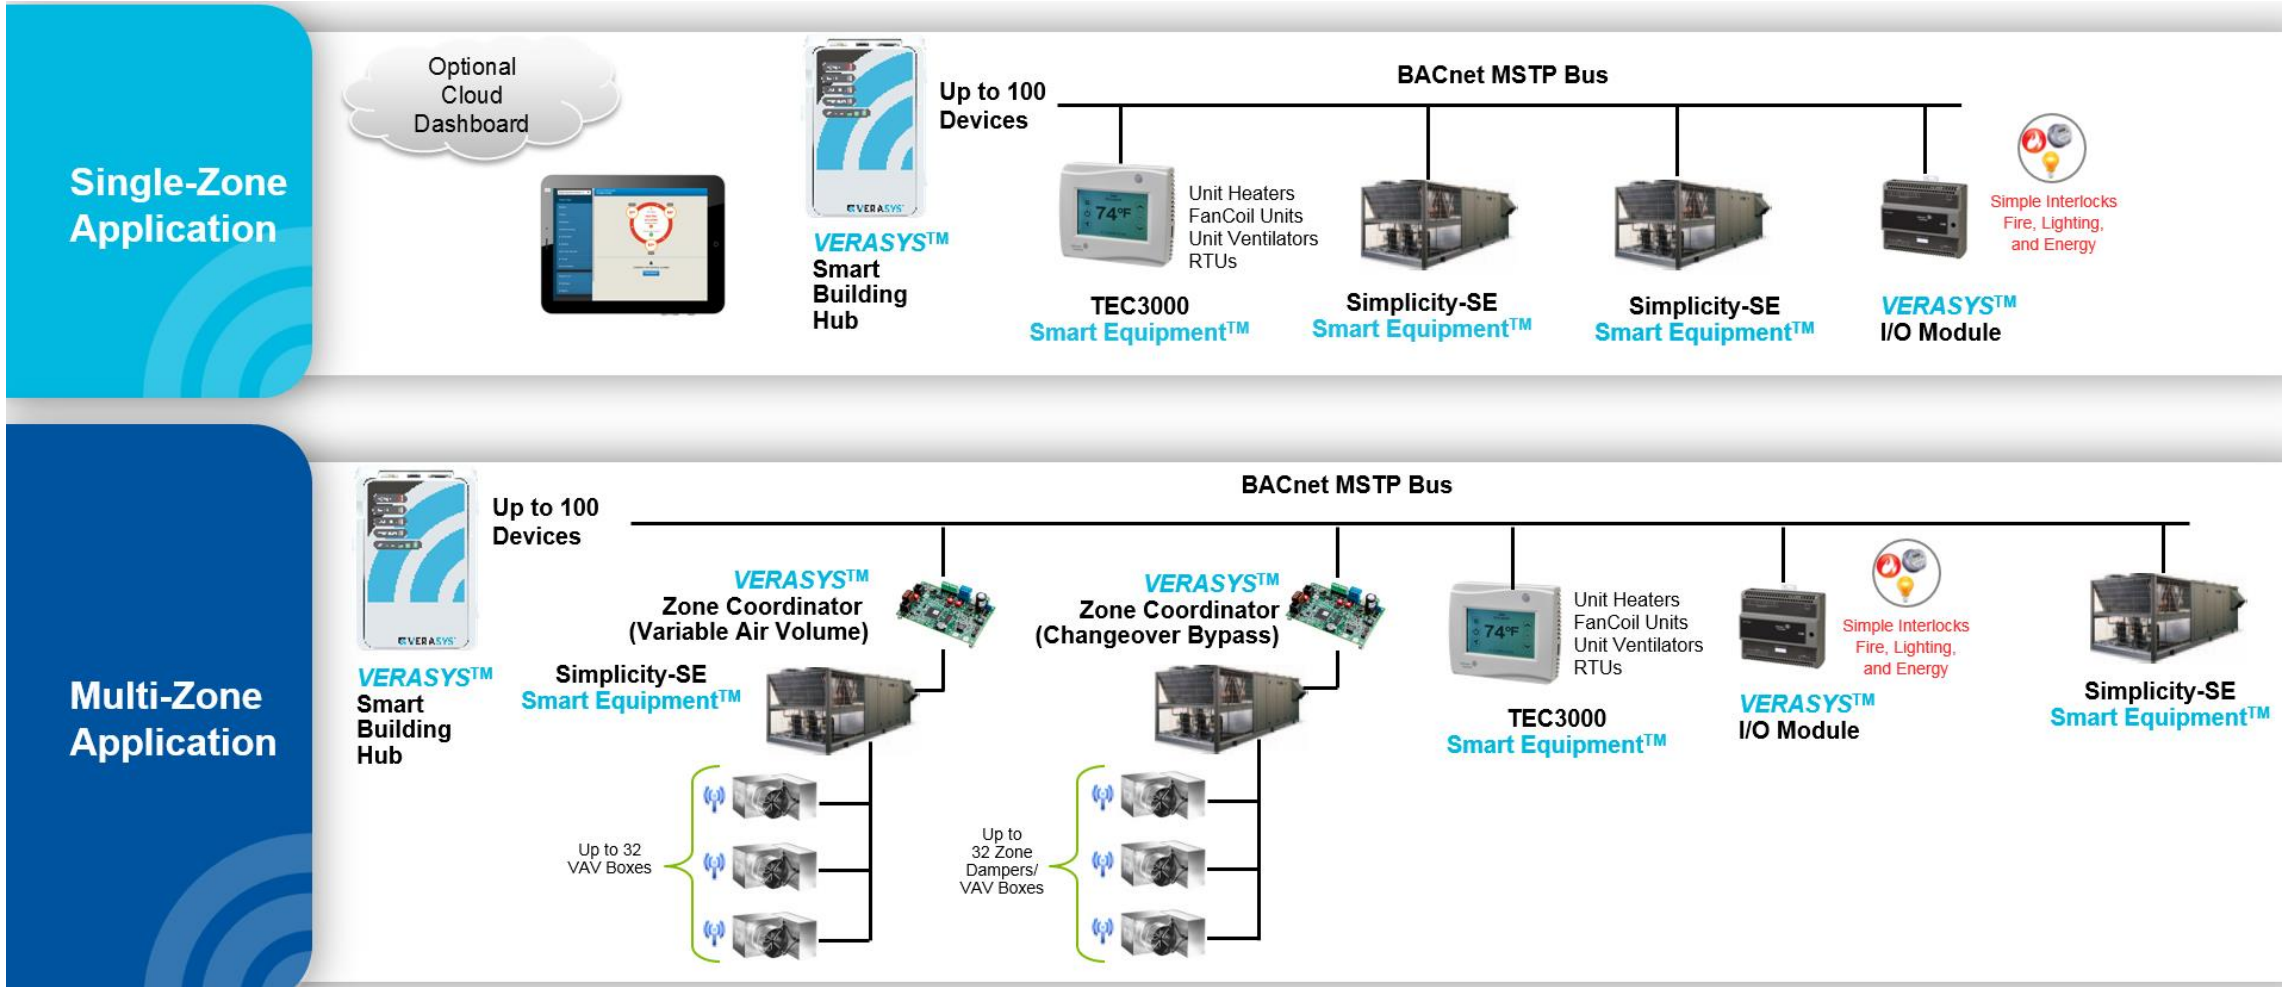 Single-Zone
Application
Optional
Cloud
Dashboard
VERASYS
VERASYS™
Smart
Building
Hub
Up to 100
Devices
BACnet MSTP Bus
74°F
Unit Heaters
FanCoil Units
Unit Ventilators
RTUs
TEC3000
Smart Equipment™
Simplicity-SE
Smart Equipment™
Simplicity-SE
Smart Equipment™
VERASYS™
I/O Module
Simple Interlocks
Fire, Lighting,
and Energy
Multi-Zone
Application
VERASYS
VERASYS™
Smart
Building
Hub
Up to 100
Devices
BACnet MSTP Bus
VERASYS™
Zone Coordinator
(Variable Air Volume)
Simplicity-SE
Smart Equipment™
Up to 32
VAV Boxes
VERASYS™
Zone Coordinator
(Changeover Bypass)
Up to
32 Zone
Dampers/
VAV Boxes
74°F
Unit Heaters
FanCoil Units
Unit Ventilators
RTUs
TEC3000
Smart Equipment™
VERASYS™
I/O Module
Simple Interlocks
Fire, Lighting,
and Energy
Simplicity-SE
Smart Equipment™